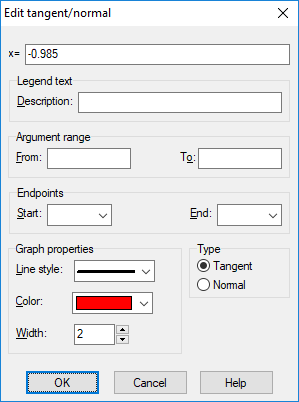 Edit tangent/normal
x= -0.985
Legend text
Description:
Argument range
From: To:
Endpoints
Start: End:
Graph properties
Type
Line style:
Tangent
Color:
Normal
Width: 2
OK Cancel Help